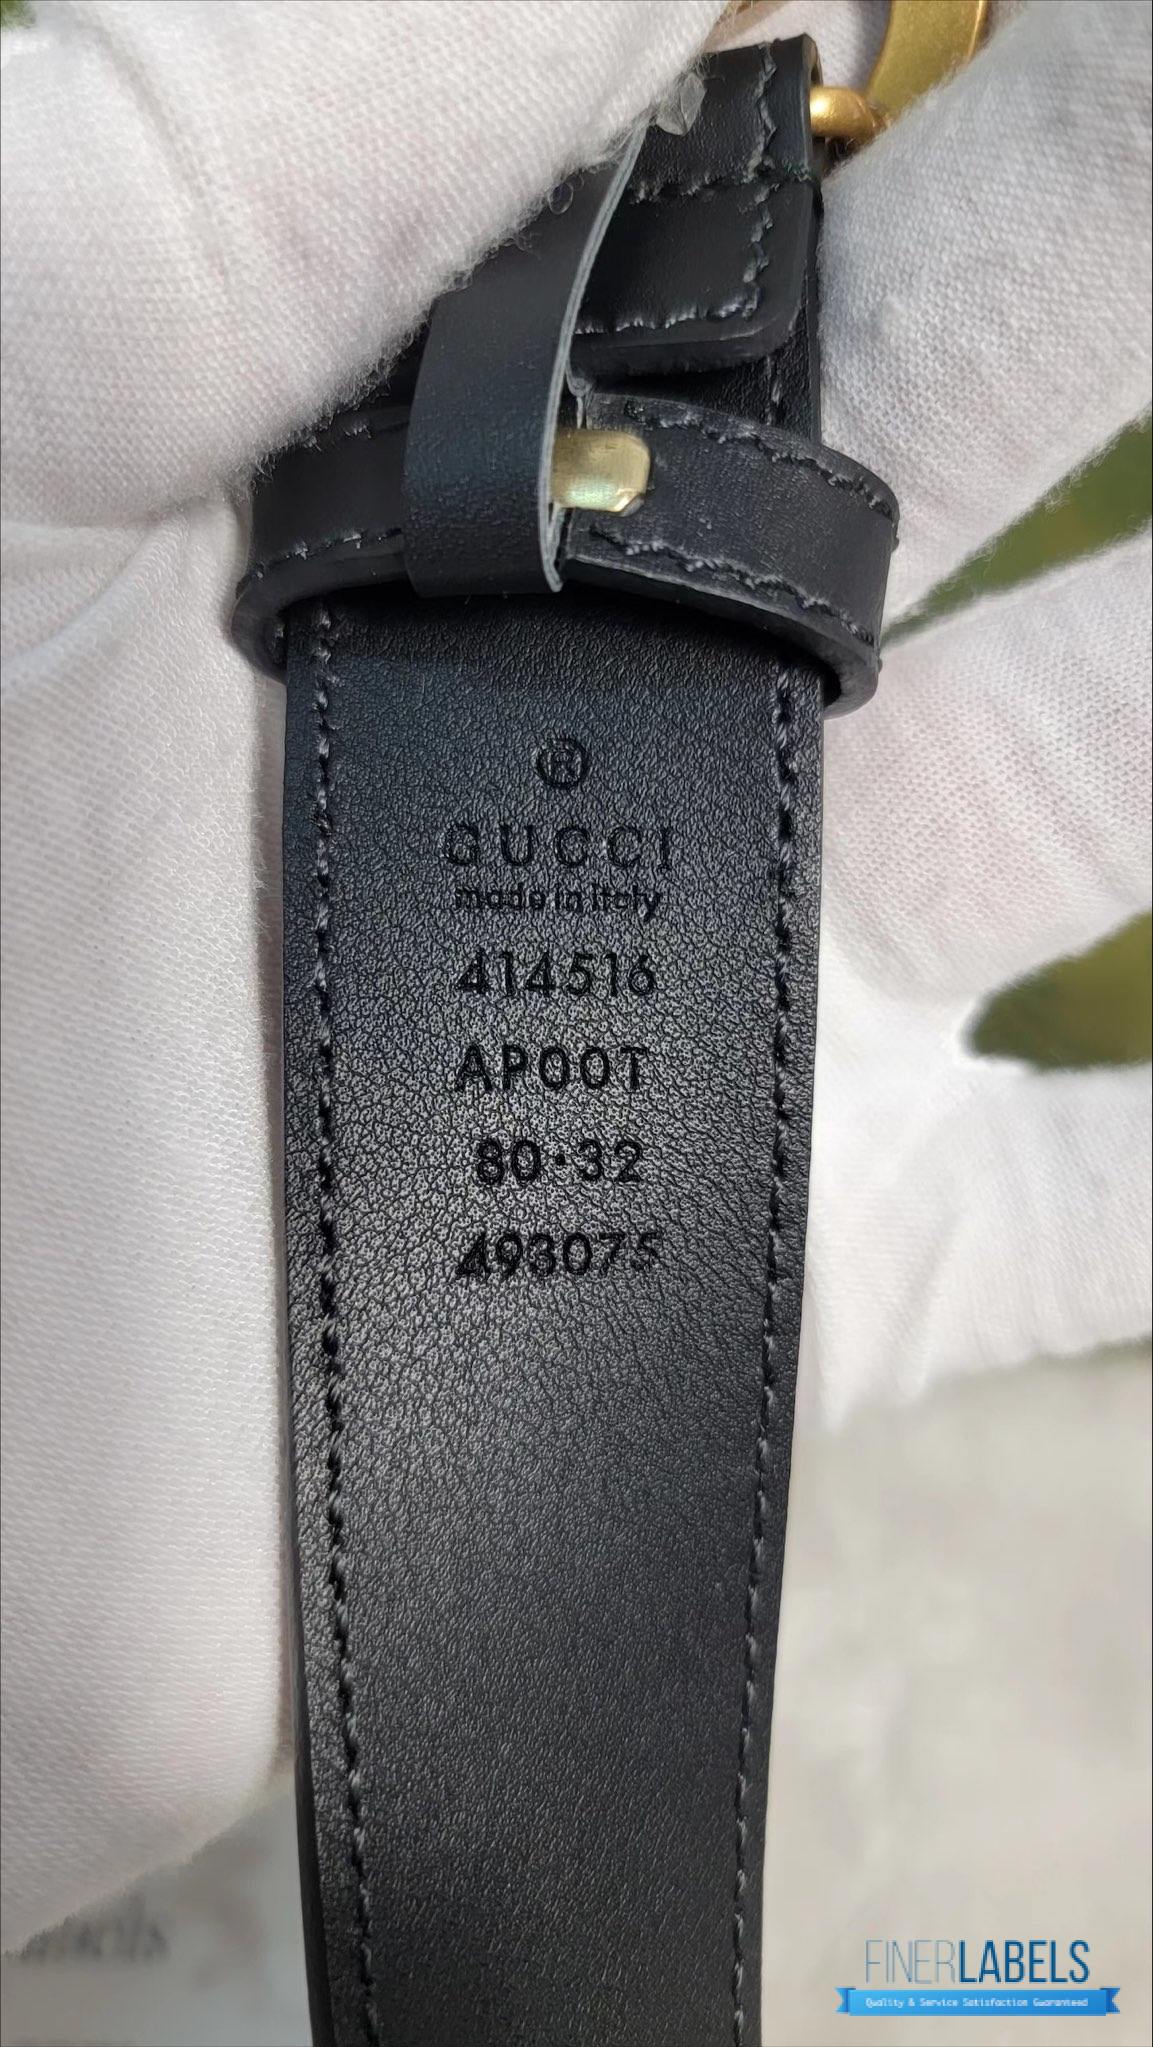 ®
GUCCI
made in italy
414516
AP00T
80·32
493075
FINERLABELS
Quality & Service Satisfaction Guaranteed